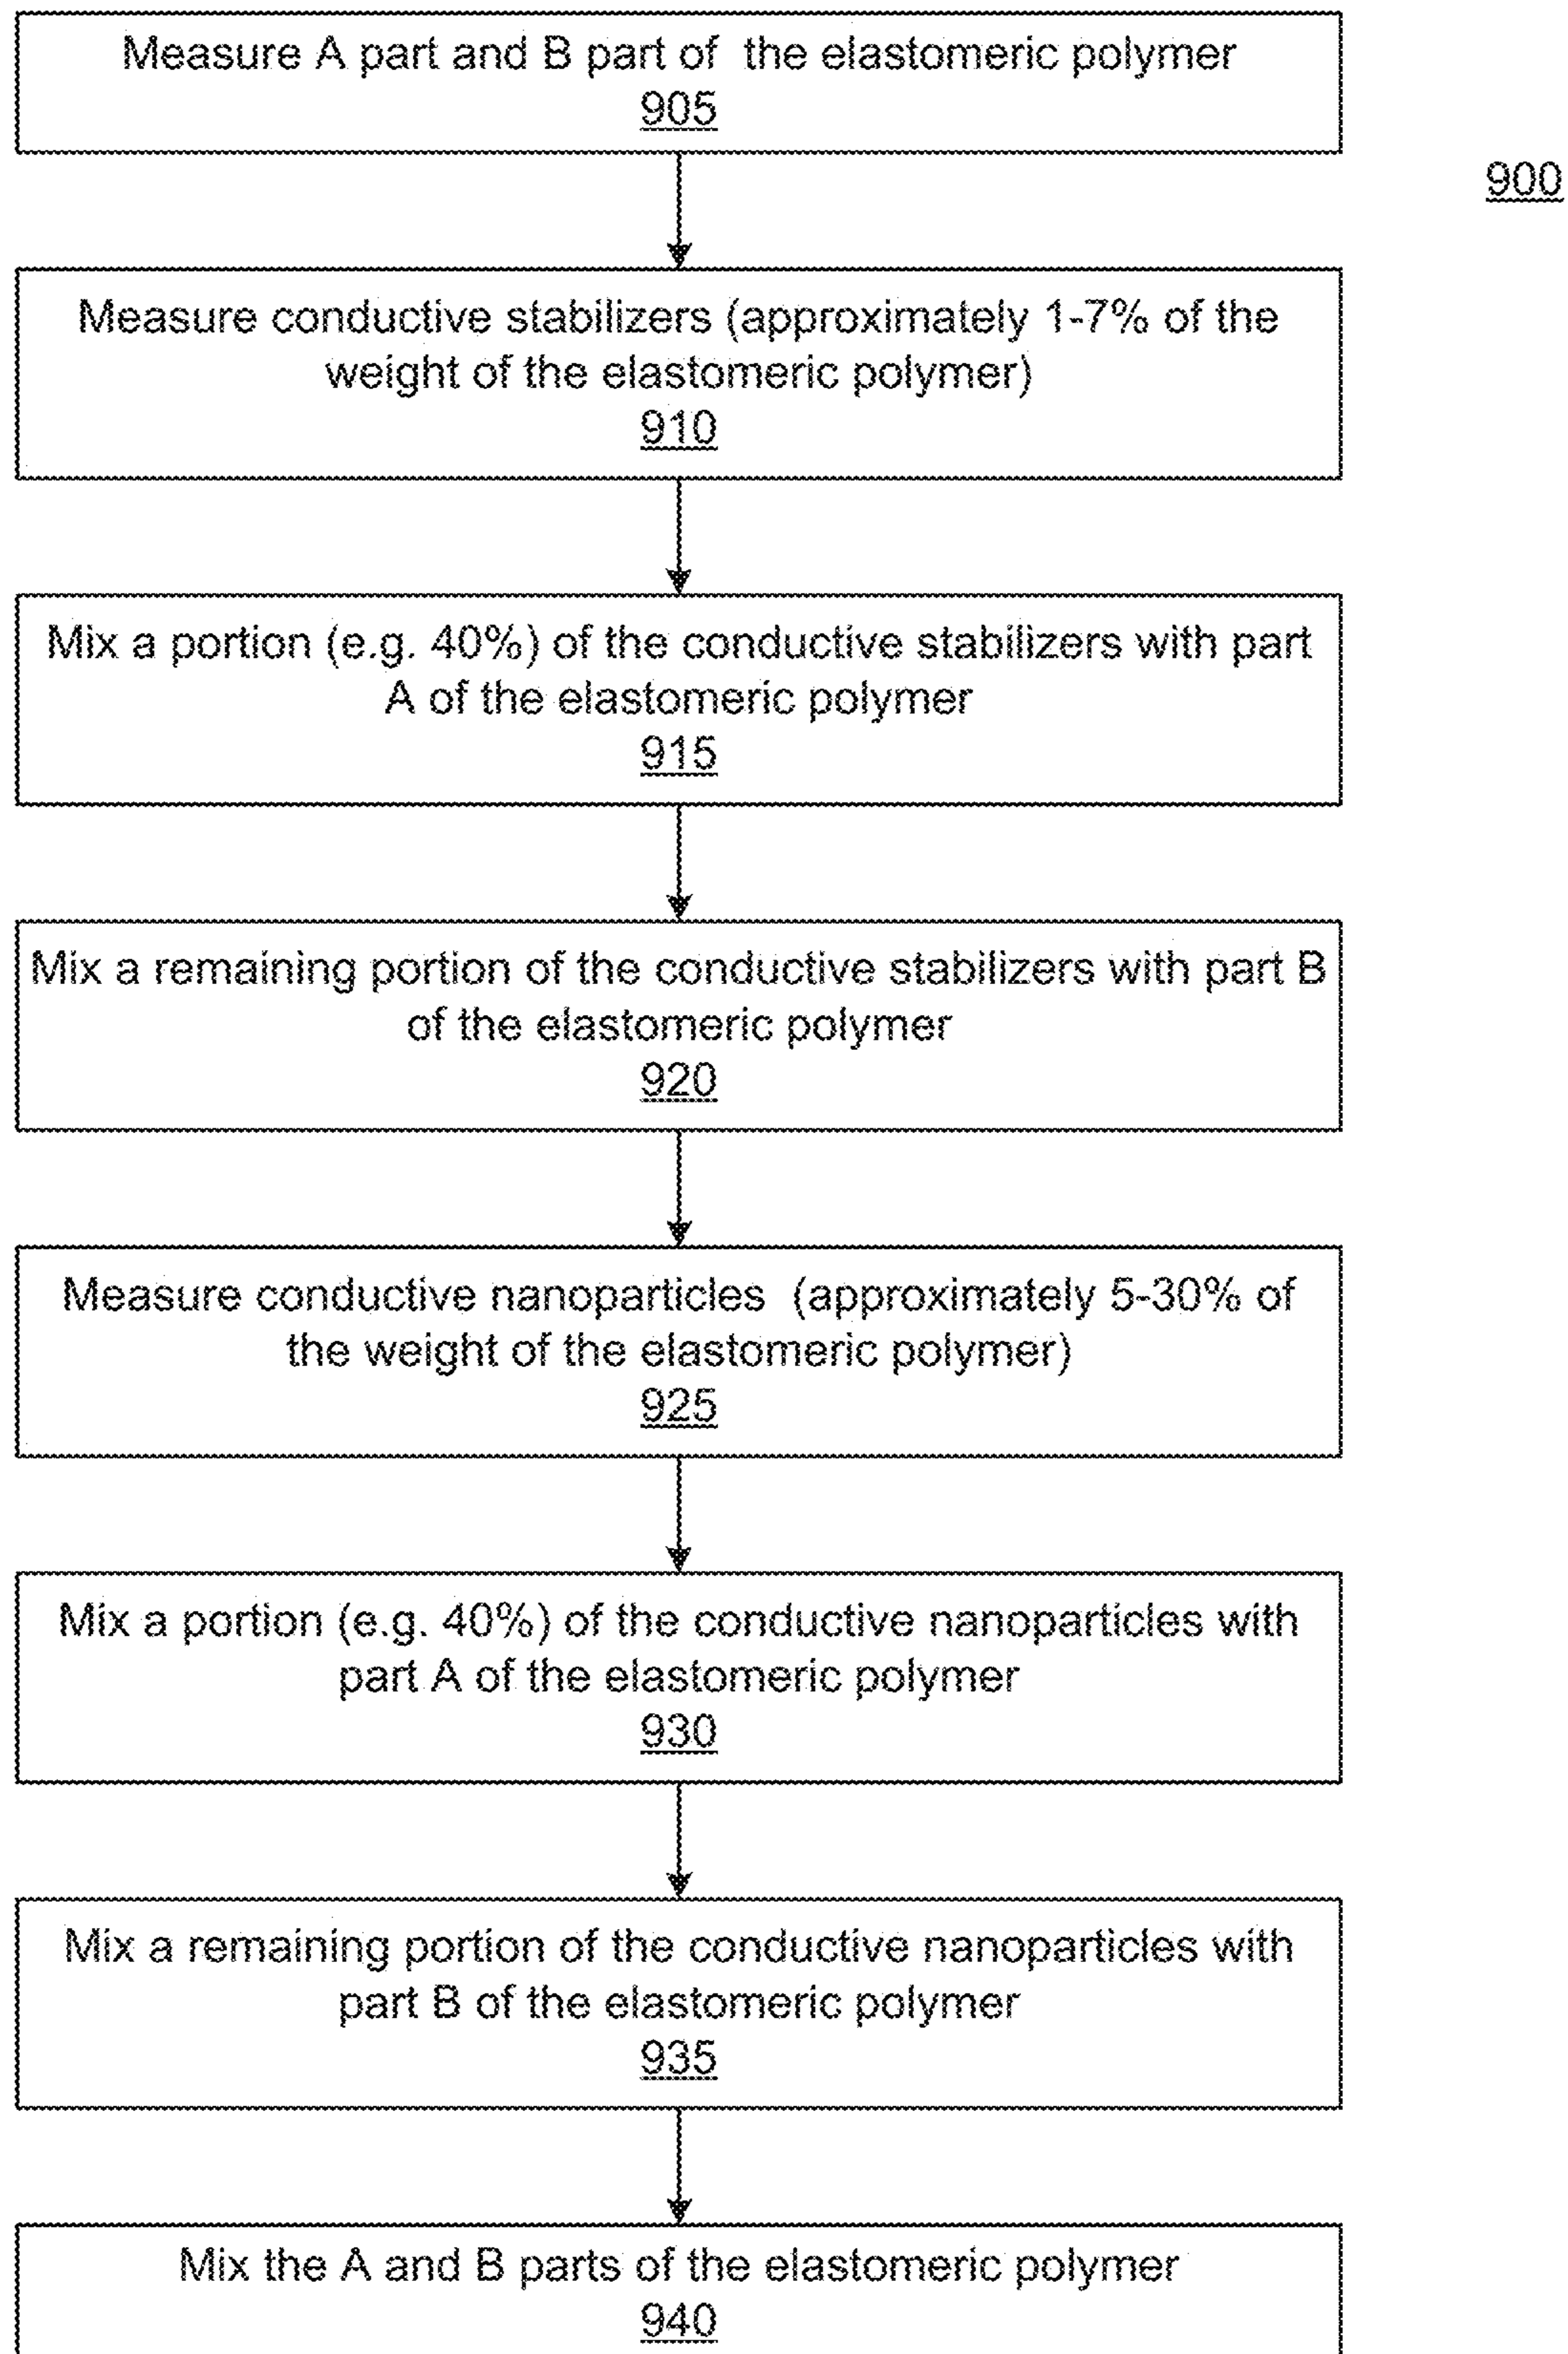 Measure A part and B part of the elastomeric polymer
905
900
Measure conductive stabilizers (approximately 1-7% of the
weight of the elastomeric polymer)
910
Mix a portion (e.g. 40%) of the conductive stabilizers with part
A of the elastomeric polymer
915
Mix a remaining portion of the conductive stabilizers with part B
of the elastomeric polymer
920
Measure conductive nanoparticles (approximately 5-30% of
the weight of the elastomeric polymer)
925
Mix a portion (e.g. 40%) of the conductive nanoparticles with
part A of the elastomeric polymer
930
Mix a remaining portion of the conductive nanoparticles with
part B of the elastomeric polymer
935
Mix the A and B parts of the elastomeric polymer
940